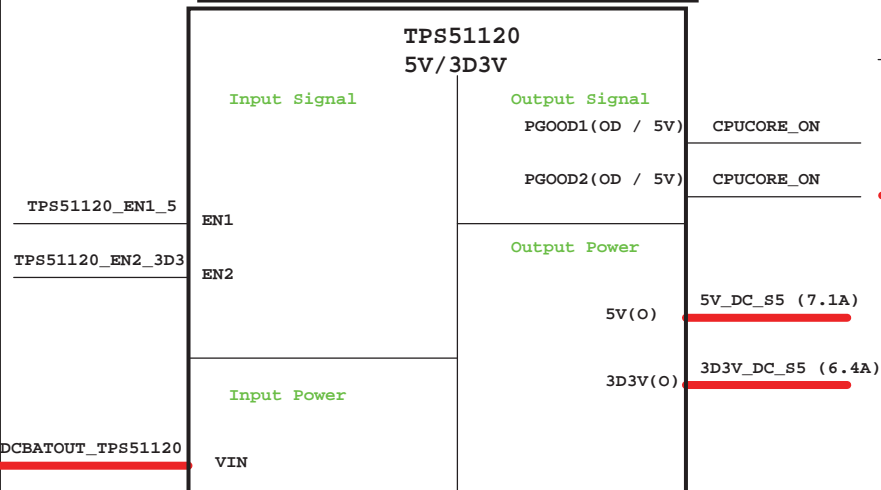 TPS51120
5V/3D3V
Input Signal
Output Signal
PGOOD1(OD / 5V)
CPUCORE_ON
PGOOD2(OD / 5V)
CPUCORE_ON
TPS51120_EN1_5
EN1
Output Power
TPS51120_EN2_3D3
EN2
5V(O)
5V_DC_S5 (7.1A)
3D3V(O)
3D3V_DC_S5 (6.4A)
Input Power
DCBATOUT_TPS51120
VIN